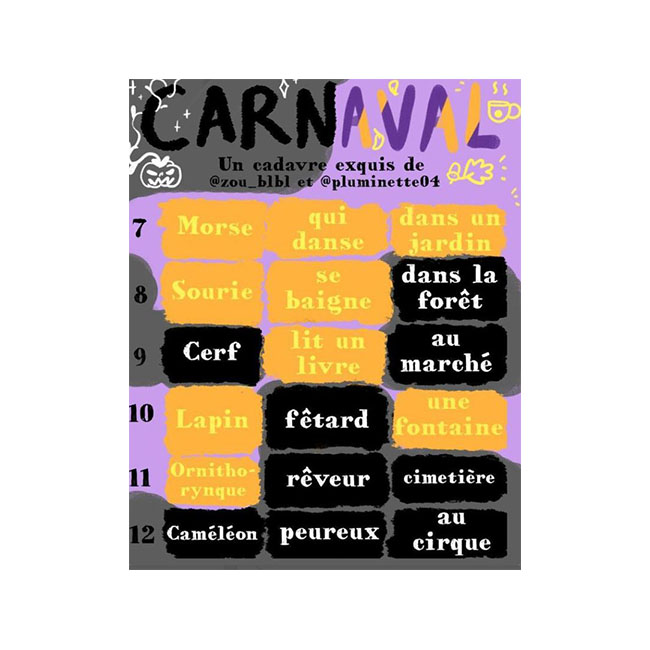 CARNAVAL
Un cadavre exquis de
@zou_blbl et @pluminette04
7 Morse qui danse dans un jardin
8 Sourie se baigne dans la forêt
9 Cerf lit un livre au marché
10 Lapin fêtard une fontaine
11 Ornitho-rynque rêveur cimetière
12 Caméléon peureux au cirque